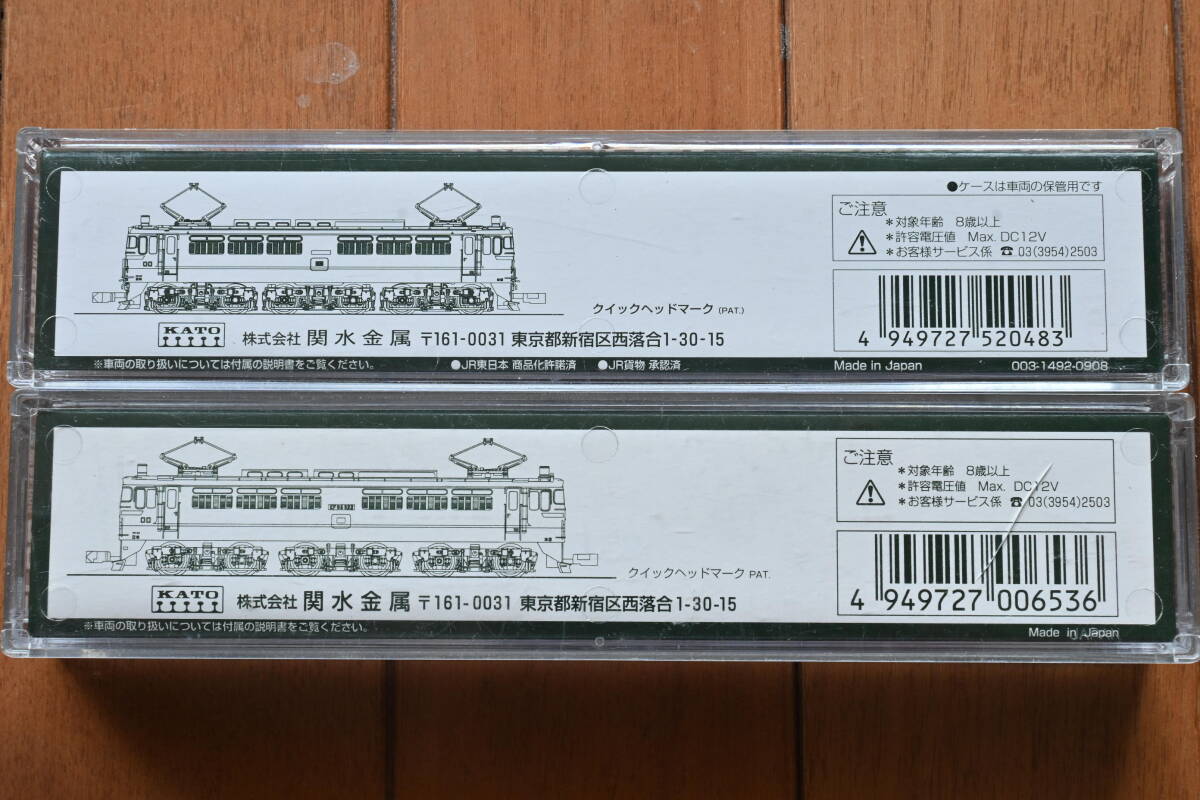 ●ケースは車両の保管用です
ご注意
＊対象年齢　8歳以上
＊許容電圧値　Max. DC12V
＊お客様サービス係 ☎ 03(3954)2503
クイックヘッドマーク (PAT.)
4 949727 520483
KATO 株式会社 関水金属 〒161-0031 東京都新宿区西落合1-30-15
※車両の取り扱いについては付属の説明書をご覧ください。 ●JR東日本 商品化許諾済 ●JR貨物 承認済 Made in Japan 003-1492-0908
ご注意
＊対象年齢　8歳以上
＊許容電圧値　Max. DC12V
＊お客様サービス係 ☎ 03(3954)2503
クイックヘッドマーク PAT.
4 949727 006536
KATO 株式会社 関水金属 〒161-0031 東京都新宿区西落合1-30-15
※車両の取り扱いについては付属の説明書をご覧ください。 Made in Japan